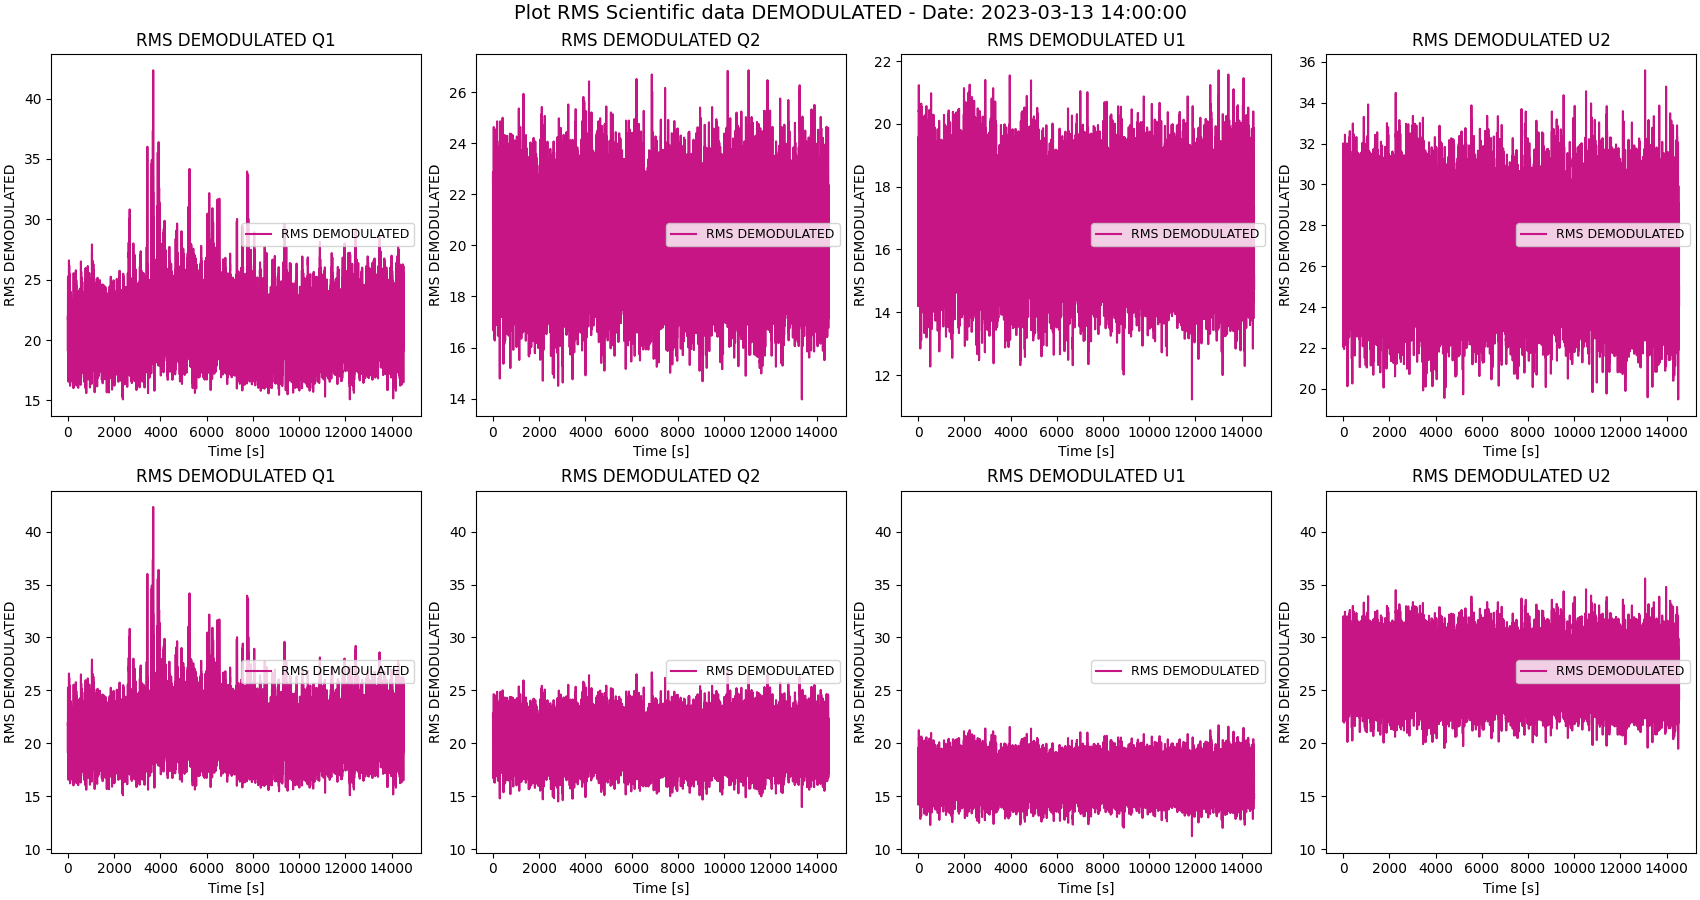 Plot RMS Scientific data DEMODULATED - Date: 2023-03-13 14:00:00
RMS DEMODULATED Q1
RMS DEMODULATED
40
35
30
25
20
15
RMS DEMODULATED
0 2000 4000 6000 8000 10000 12000 14000
Time [s]
RMS DEMODULATED Q2
RMS DEMODULATED
26
24
22
20
18
16
14
RMS DEMODULATED
0 2000 4000 6000 8000 10000 12000 14000
Time [s]
RMS DEMODULATED U1
RMS DEMODULATED
22
20
18
16
14
12
RMS DEMODULATED
0 2000 4000 6000 8000 10000 12000 14000
Time [s]
RMS DEMODULATED U2
RMS DEMODULATED
36
34
32
30
28
26
24
22
20
RMS DEMODULATED
0 2000 4000 6000 8000 10000 12000 14000
Time [s]
RMS DEMODULATED Q1
RMS DEMODULATED
40
35
30
25
20
15
10
RMS DEMODULATED
0 2000 4000 6000 8000 10000 12000 14000
Time [s]
RMS DEMODULATED Q2
RMS DEMODULATED
40
35
30
25
20
15
10
RMS DEMODULATED
0 2000 4000 6000 8000 10000 12000 14000
Time [s]
RMS DEMODULATED U1
RMS DEMODULATED
40
35
30
25
20
15
10
RMS DEMODULATED
0 2000 4000 6000 8000 10000 12000 14000
Time [s]
RMS DEMODULATED U2
RMS DEMODULATED
40
35
30
25
20
15
10
RMS DEMODULATED
0 2000 4000 6000 8000 10000 12000 14000
Time [s]